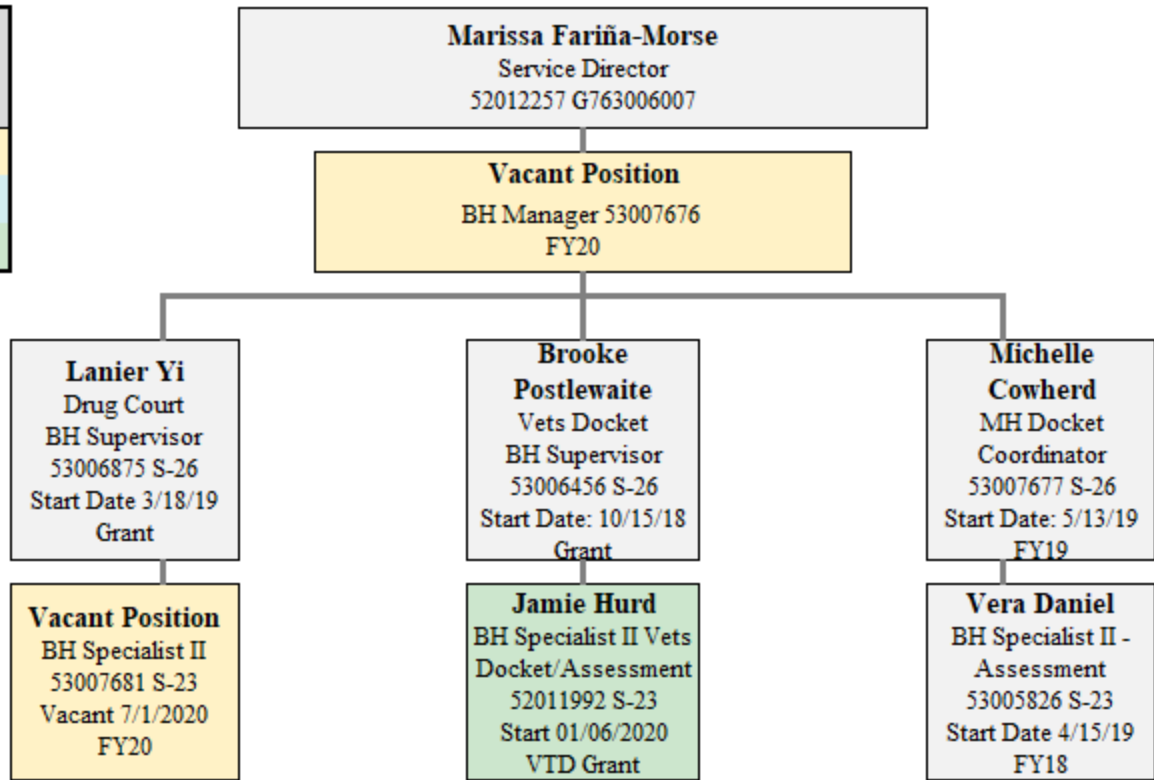 Marissa Fariña-Morse
Service Director
52012257 G763006007
Vacant Position
BH Manager 53007676
FY20
Lanier Yi
Drug Court
BH Supervisor
53006875 S-26
Start Date 3/18/19
Grant
Brooke
Postlewaite
Vets Docket
BH Supervisor
53006456 S-26
Start Date: 10/15/18
Grant
Michelle
Cowherd
MH Docket
Coordinator
53007677 S-26
Start Date: 5/13/19
FY19
Vacant Position
BH Specialist II
53007681 S-23
Vacant 7/1/2020
FY20
Jamie Hurd
BH Specialist II Vets
Docket/Assessment
52011992 S-23
Start 01/06/2020
VTD Grant
Vera Daniel
BH Specialist II -
Assessment
53005826 S-23
Start Date 4/15/19
FY18